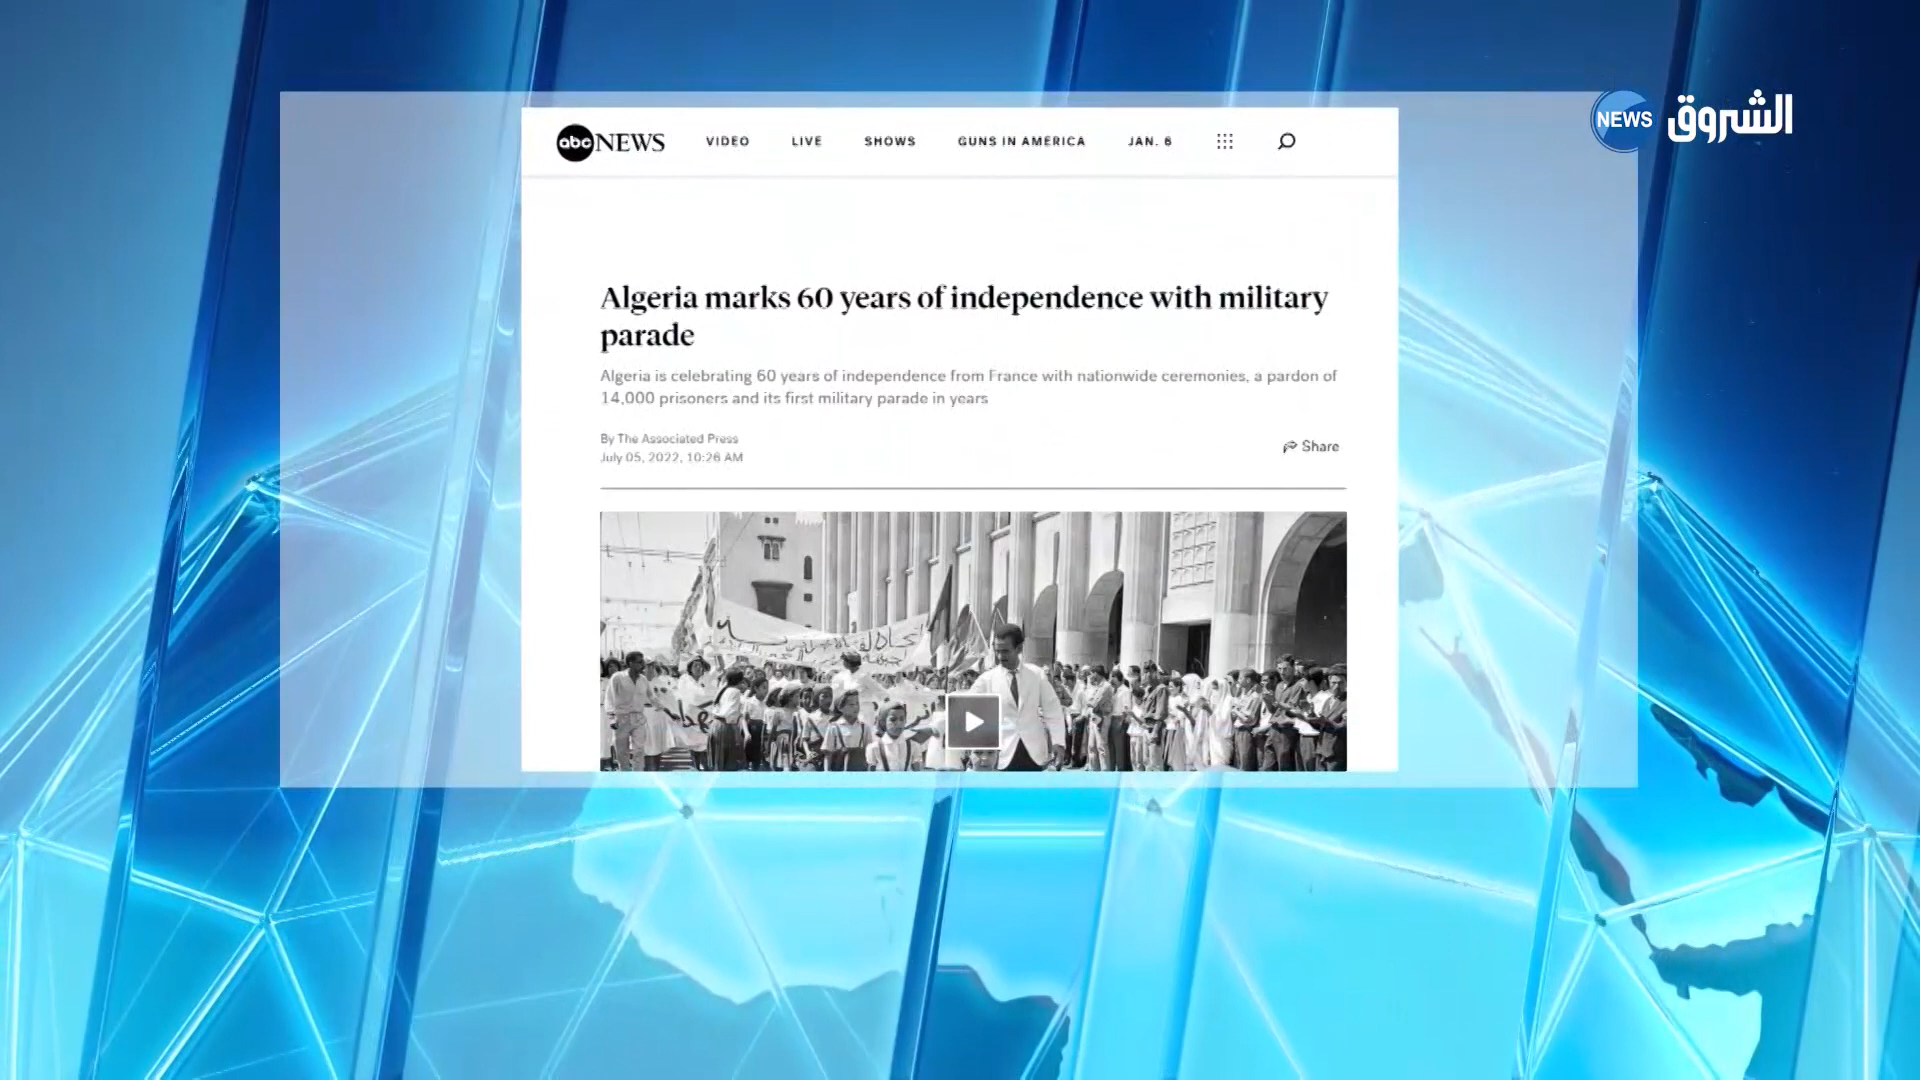 NEWS الشروق
abc NEWS VIDEO LIVE SHOWS GUNS IN AMERICA JAN. 6
Algeria marks 60 years of independence with military
parade
Algeria is celebrating 60 years of independence from France with nationwide ceremonies, a pardon of
14,000 prisoners and its first military parade in years
By The Associated Press
July 05, 2022, 10:26 AM
Share